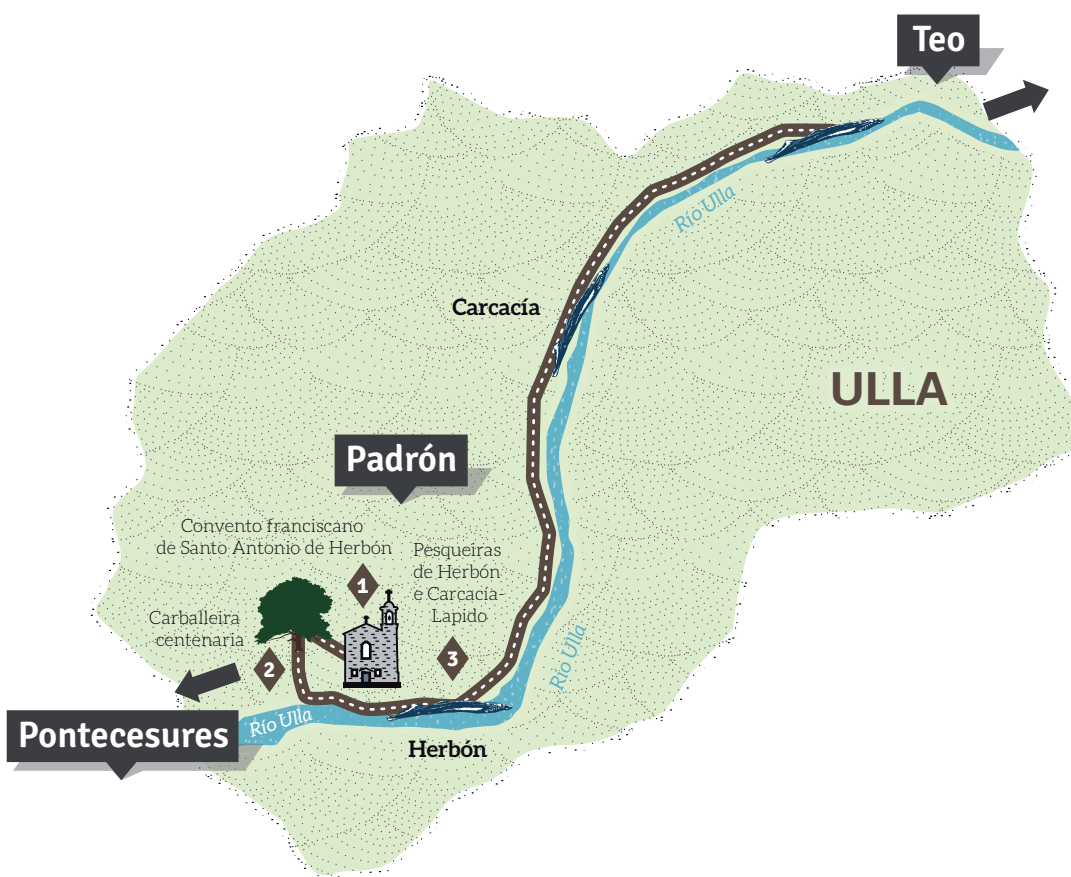 Teo
Río Ulla
Carcacía
ULLA
Padrón
Convento franciscano
de Santo Antonio de Herbón
Pesqueiras
de Herbón
e Carcacía-
Lapido
1
Carballeira
centenaria
2
3
Río Ulla
Pontecesures
Río Ulla
Herbón